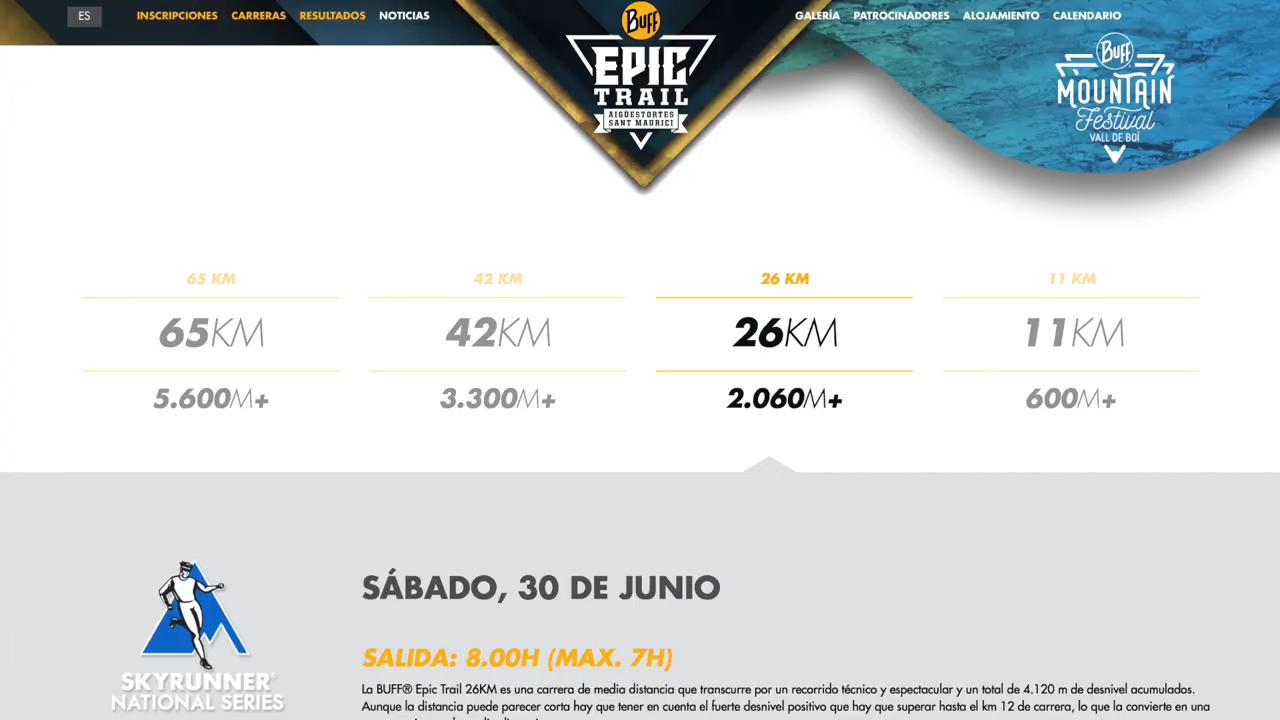 ES INSCRIPCIONES CARRERAS RESULTADOS NOTICIAS
GALERÍA PATROCINADORES ALOJAMIENTO CALENDARIO
BUFF
EPIC
TRAIL
AIGÜESTORTES
SANT MAURICI
BUFF
MOUNTAIN
Festival
VALL DE BOÍ
65 KM 42 KM 26 KM 11 KM
65KM 42KM 26KM 11KM
5.600M+ 3.300M+ 2.060M+ 600M+
SÁBADO, 30 DE JUNIO
SKYRUNNER
NATIONAL SERIES
SALIDA: 8.00H (MAX. 7H)
La BUFF® Epic Trail 26KM es una carrera de media distancia que transcurre por un recorrido técnico y espectacular y un total de 4.120 m de desnivel acumulados.
Aunque la distancia puede parecer corta hay que tener en cuenta el fuerte desnivel positivo que hay que superar hasta el km 12 de carrera, lo que la convierte en una